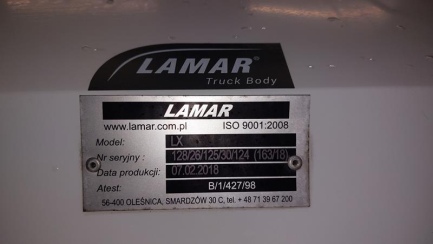 LAMAR®
Truck Body
LAMAR
www.lamar.com.pl ISO 9001:2008
Model: LX
Nr seryjny : 128/26/125/30/124 (163/18)
Data produkcji: 07.02.2018
Atest: B/1/427/98
56-400 OLEŚNICA, SMARDZÓW 30 C, tel. + 48 71 39 67 200